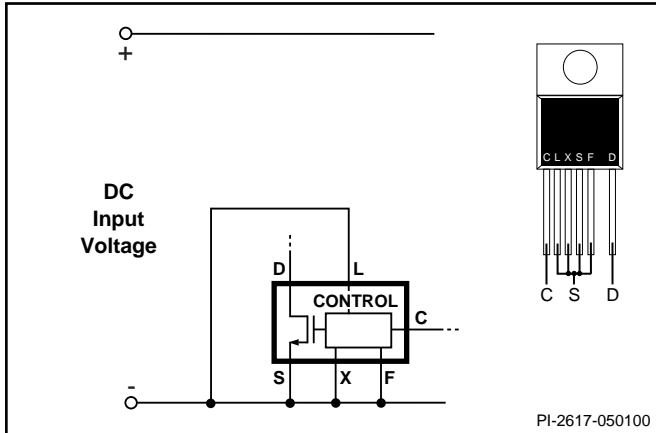 +
DC
Input
Voltage
D
L
CONTROL
C
S
X
F
-
C L X S F D
C S D
PI-2617-050100